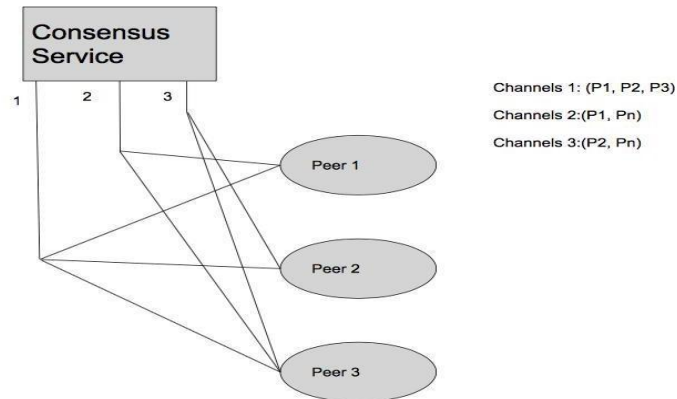 Consensus
Service
1
2
3
Channels 1: (P1, P2, P3)
Channels 2:(P1, Pn)
Channels 3:(P2, Pn)
Peer 1
Peer 2
Peer 3